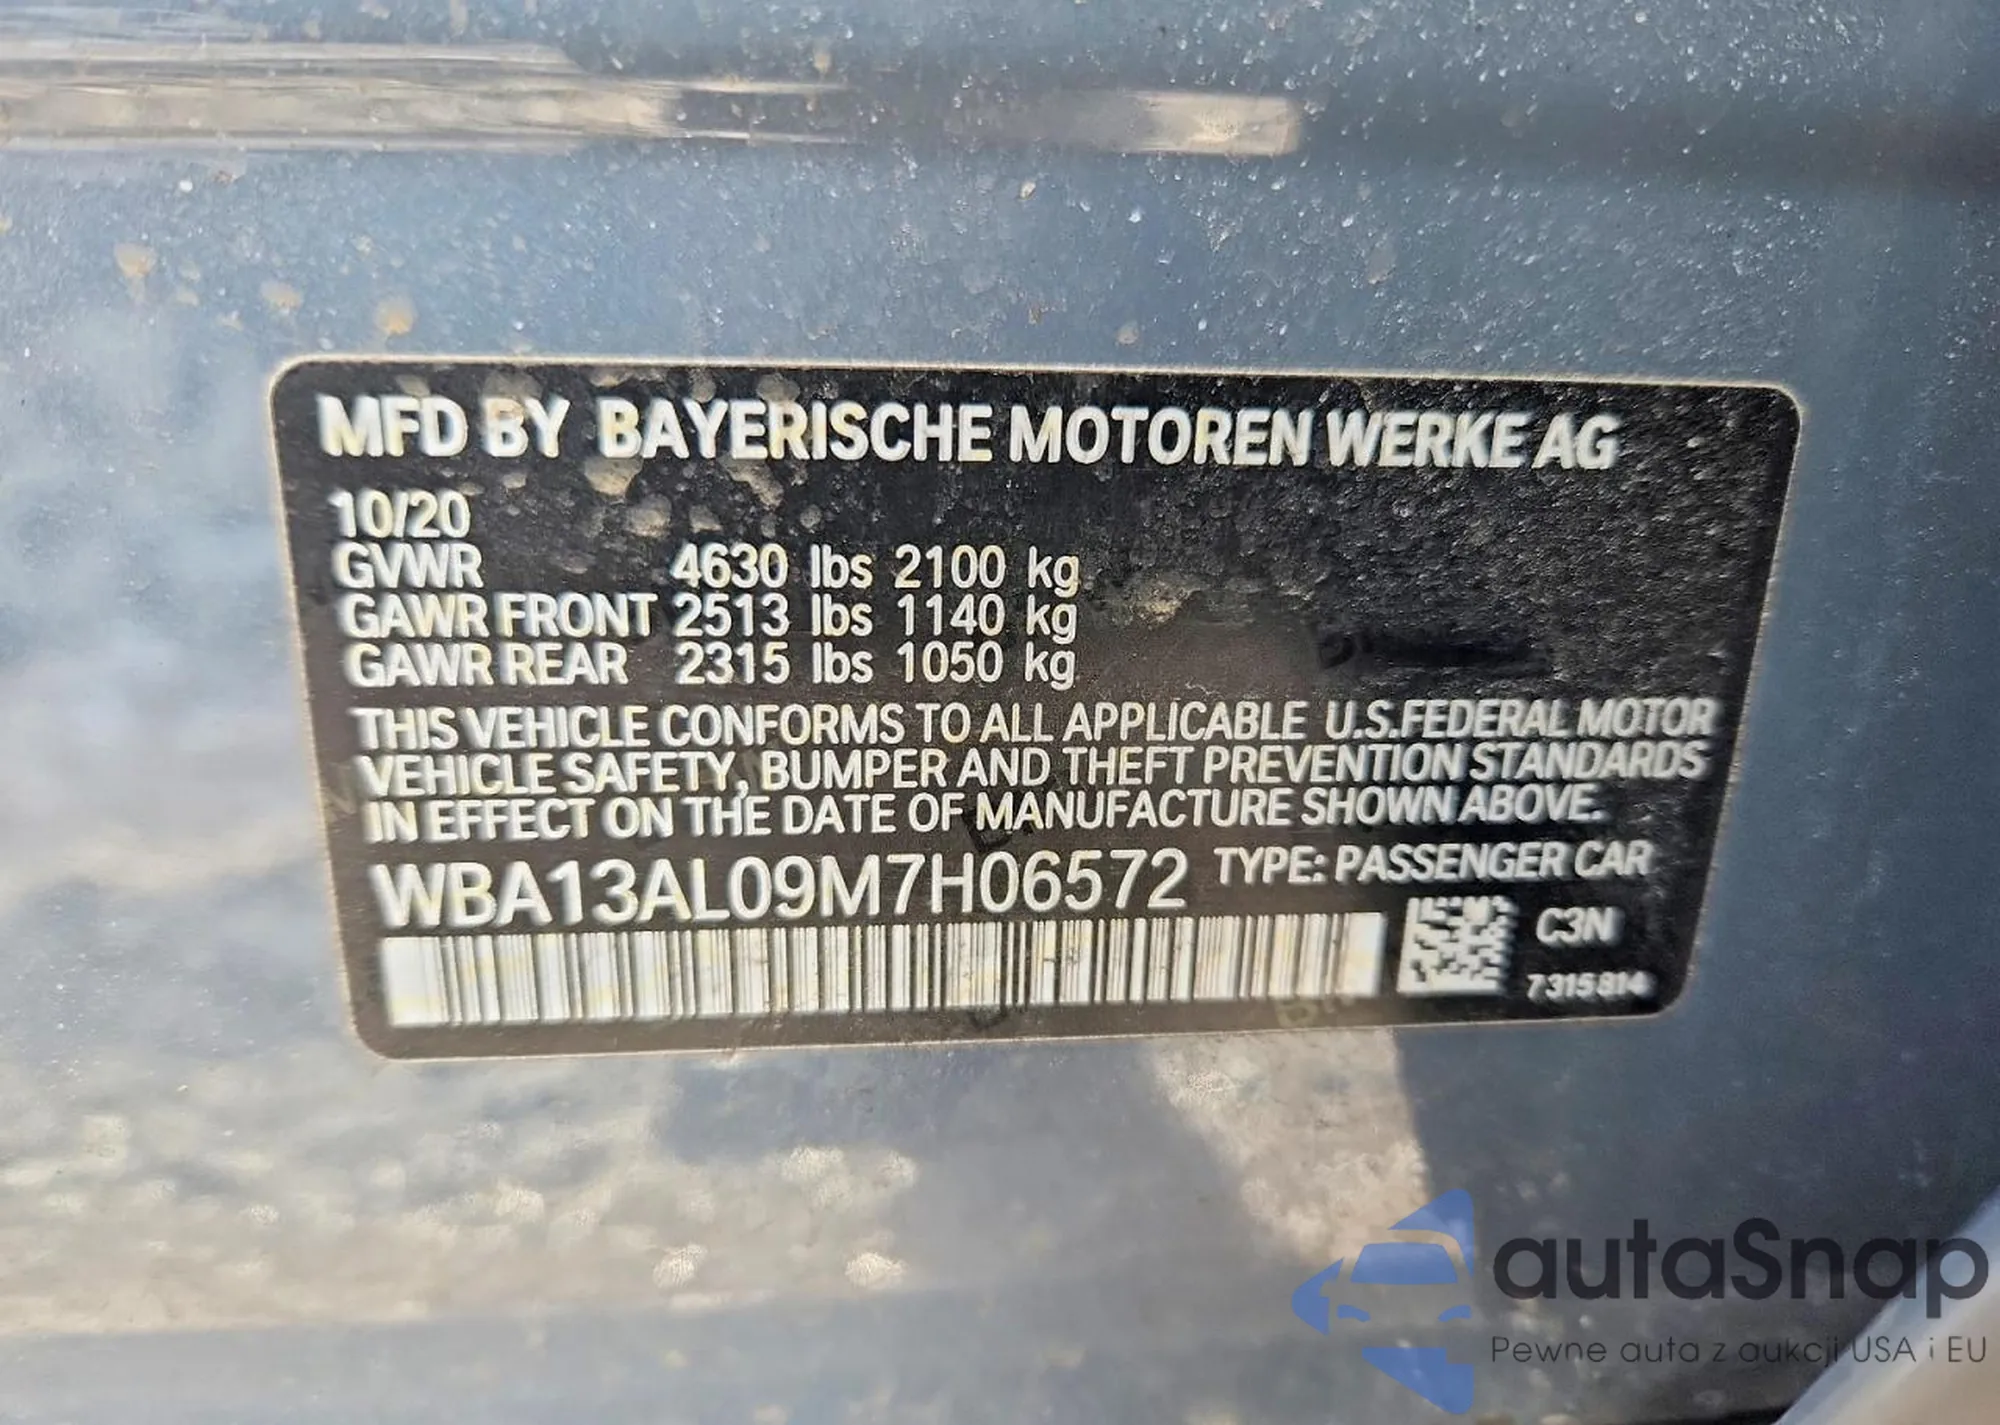 MFD BY BAYERISCHE MOTOREN WERKE AG
10/20
GVWR 4630 lbs 2100 kg
GAWR FRONT 2513 lbs 1140 kg
GAWR REAR 2315 lbs 1050 kg
THIS VEHICLE CONFORMS TO ALL APPLICABLE U.S.FEDERAL MOTOR
VEHICLE SAFETY, BUMPER AND THEFT PREVENTION STANDARDS
IN EFFECT ON THE DATE OF MANUFACTURE SHOWN ABOVE.
WBA13AL09M7H06572 TYPE: PASSENGER CAR
C3N
7315814
autaSnap
Pewne auta z aukcji USA i EU